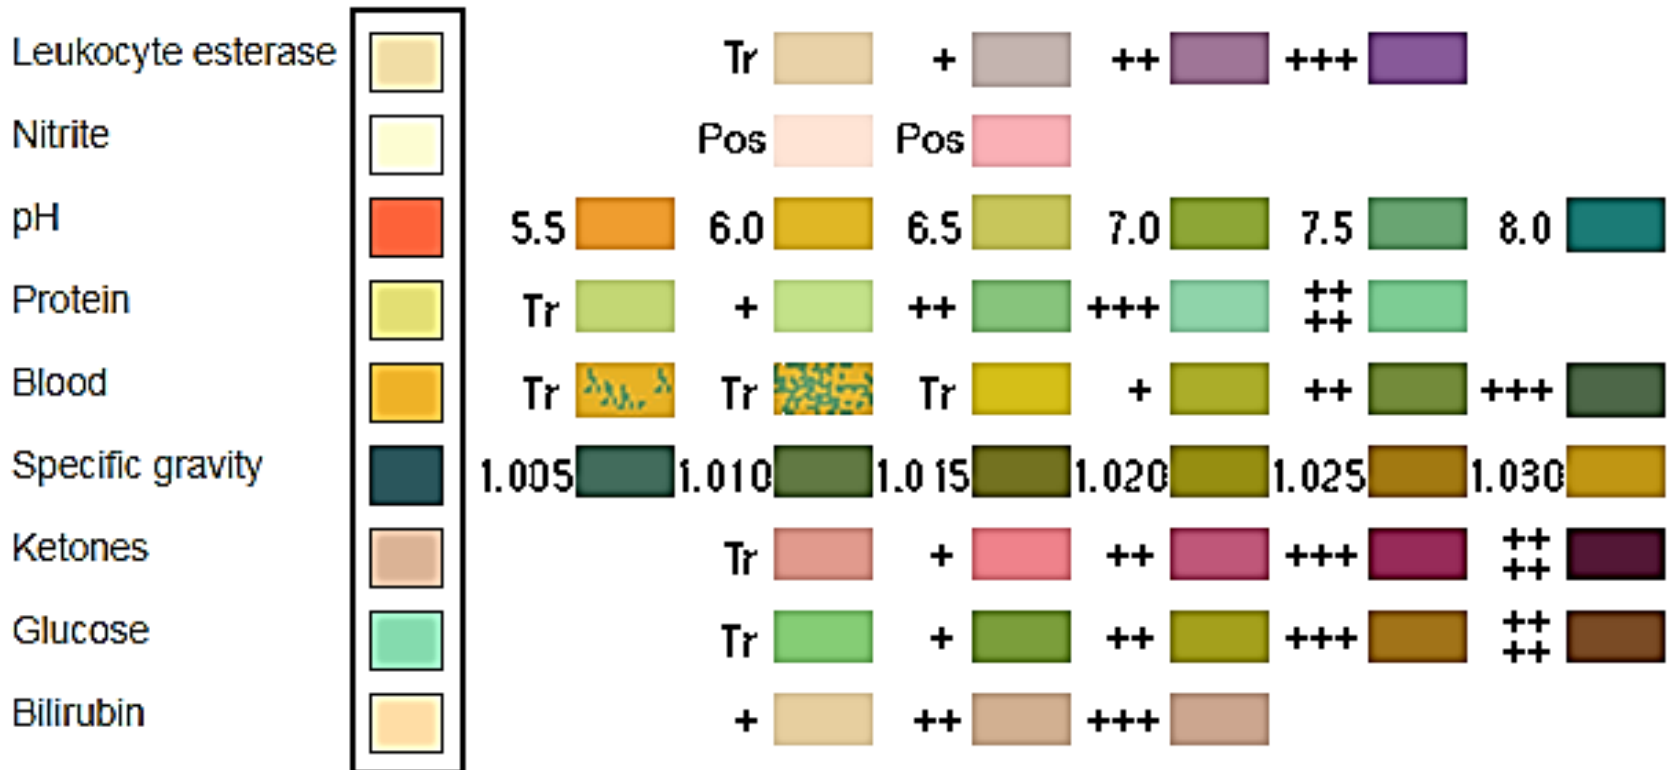 Leukocyte esterase Tr + ++ +++
Nitrite Pos Pos
pH 5.5 6.0 6.5 7.0 7.5 8.0
Protein Tr + ++ +++ ++++
Blood Tr Tr Tr + ++ +++
Specific gravity 1.005 1.010 1.015 1.020 1.025 1.030
Ketones Tr + ++ +++ ++++
Glucose Tr + ++ +++ ++++
Bilirubin + ++ +++